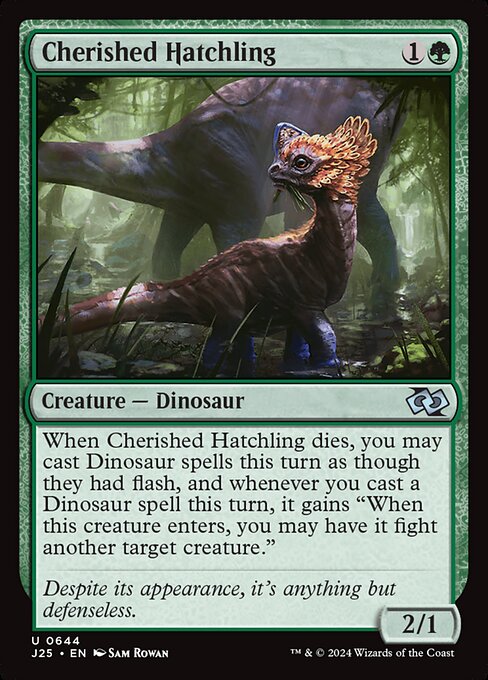 Cherished Hatchling 1
Creature — Dinosaur
When Cherished Hatchling dies, you may
cast Dinosaur spells this turn as though
they had flash, and whenever you cast a
Dinosaur spell this turn, it gains “When
this creature enters, you may have it fight
another target creature.”
Despite its appearance, it’s anything but
defenseless.
2/1
U 0644
J25 • EN Sam Rowan
™ & © 2024 Wizards of the Coast